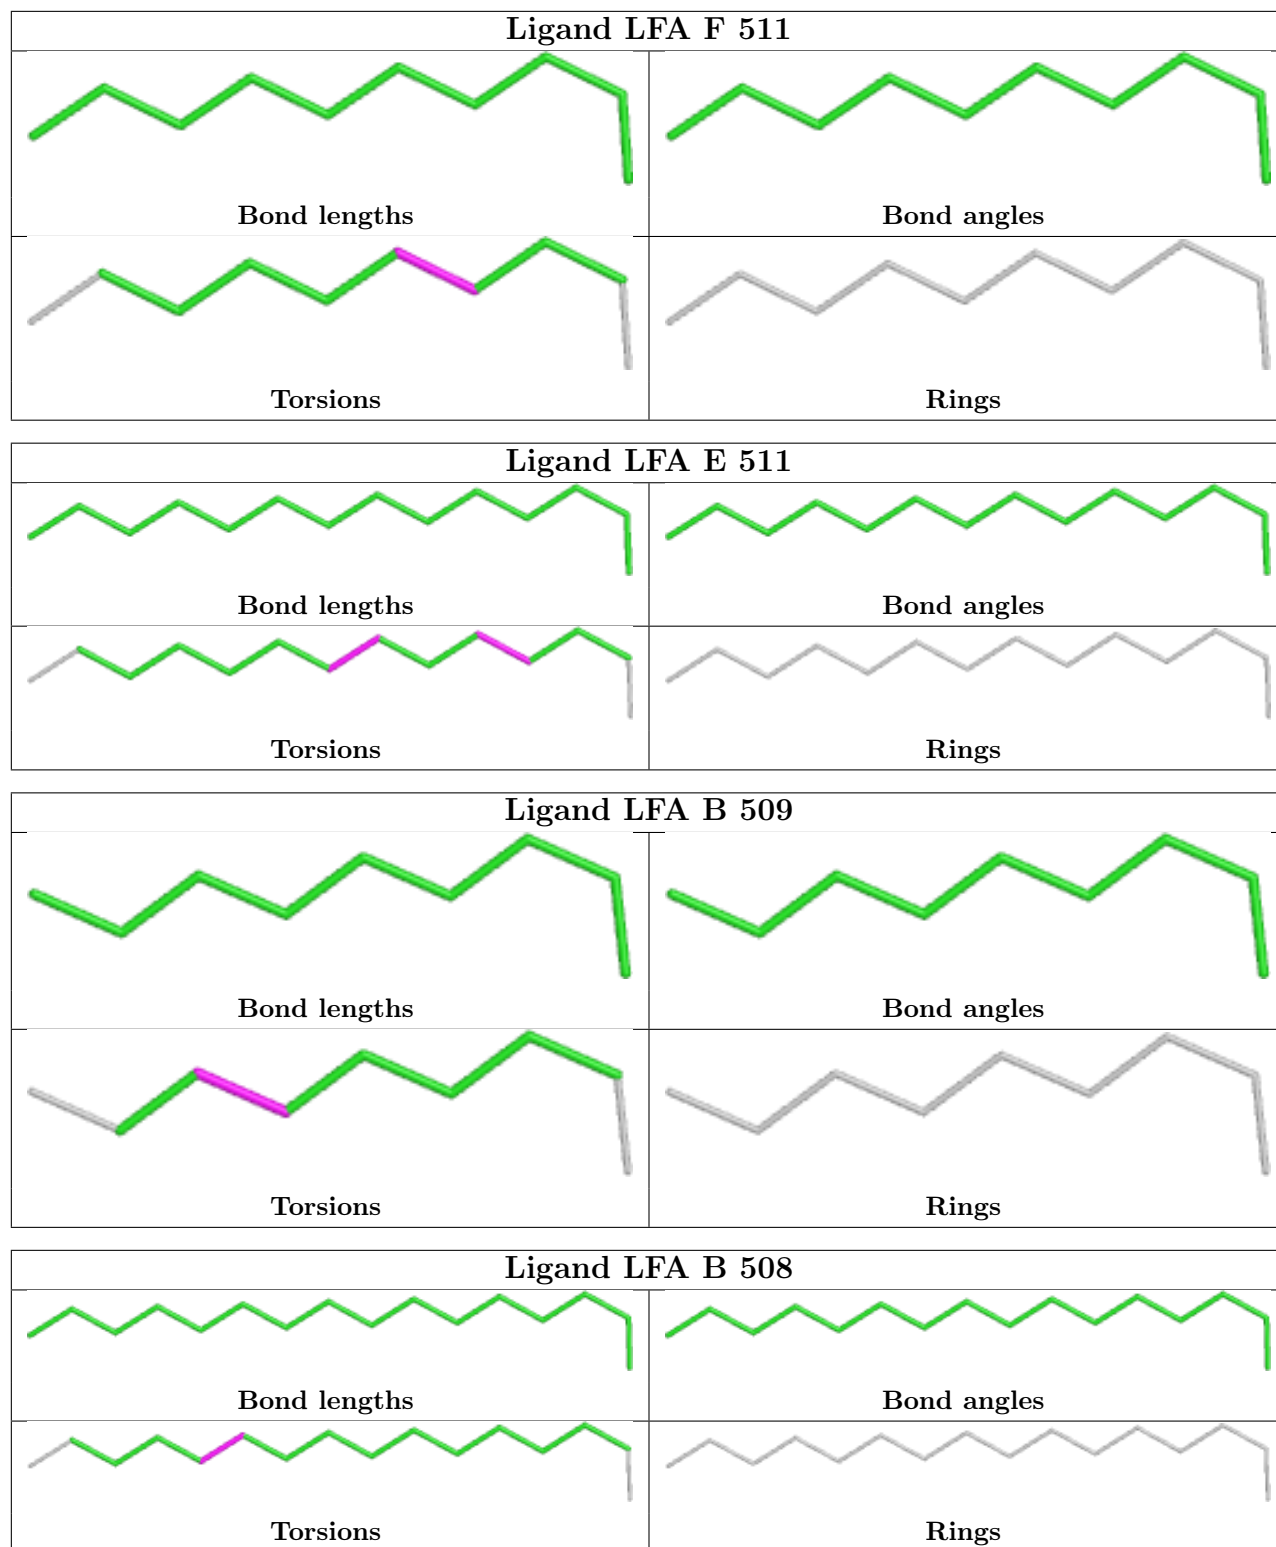 Ligand LFA F 511
Bond lengths
Bond angles
Torsions
Rings
Ligand LFA E 511
Bond lengths
Bond angles
Torsions
Rings
Ligand LFA B 509
Bond lengths
Bond angles
Torsions
Rings
Ligand LFA B 508
Bond lengths
Bond angles
Torsions
Rings